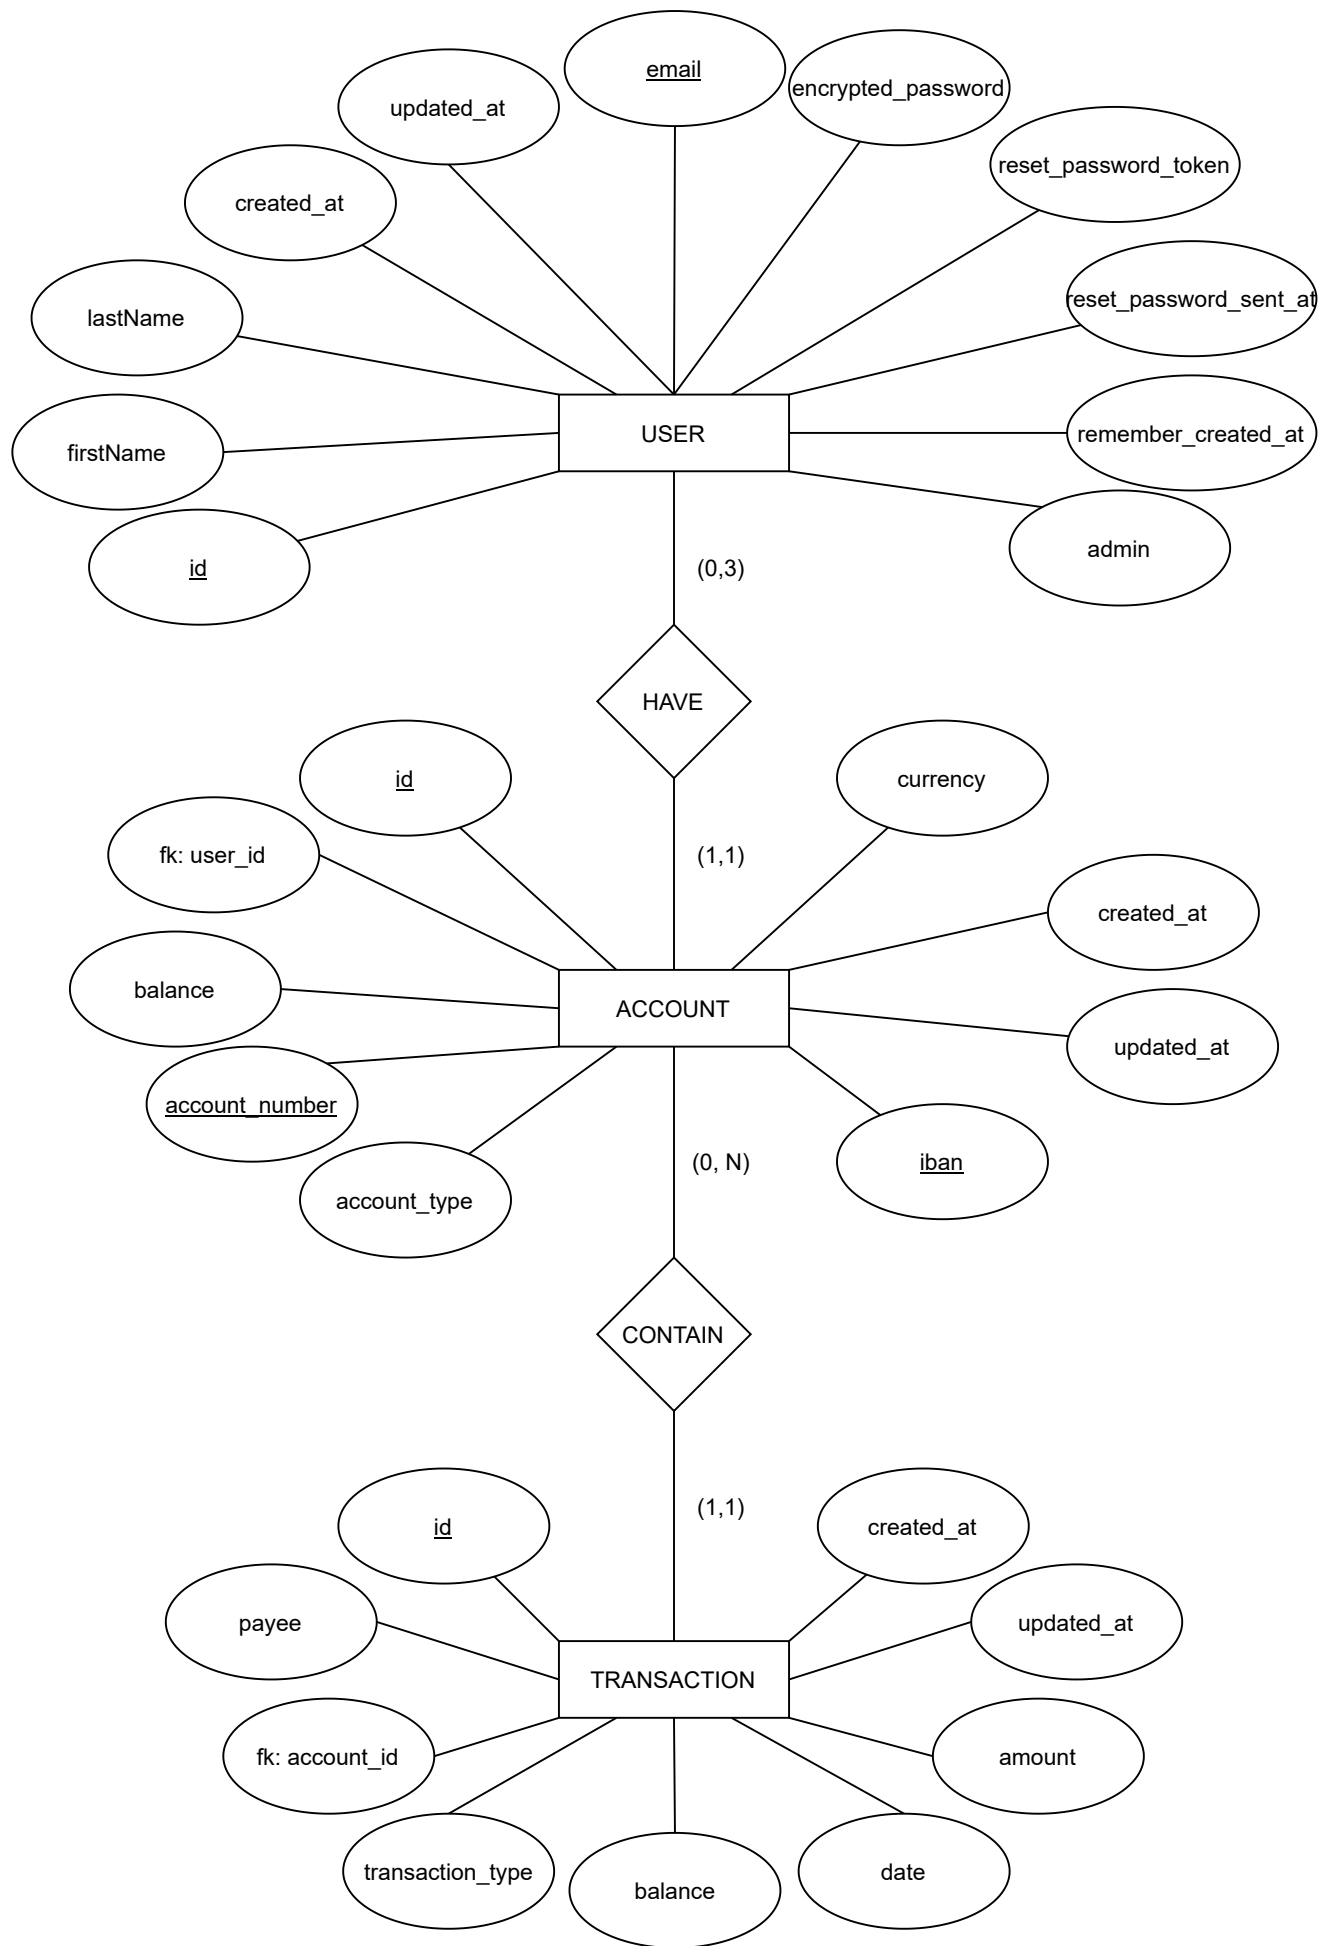 email
encrypted_password
updated_at
reset_password_token
created_at
reset_password_sent_at
lastName
USER
remember_created_at
firstName
admin
id
(0,3)
HAVE
id
currency
fk: user_id
(1,1)
created_at
balance
ACCOUNT
updated_at
account_number
(0, N)
iban
account_type
CONTAIN
(1,1)
id
created_at
payee
updated_at
TRANSACTION
fk: account_id
amount
transaction_type
date
balance